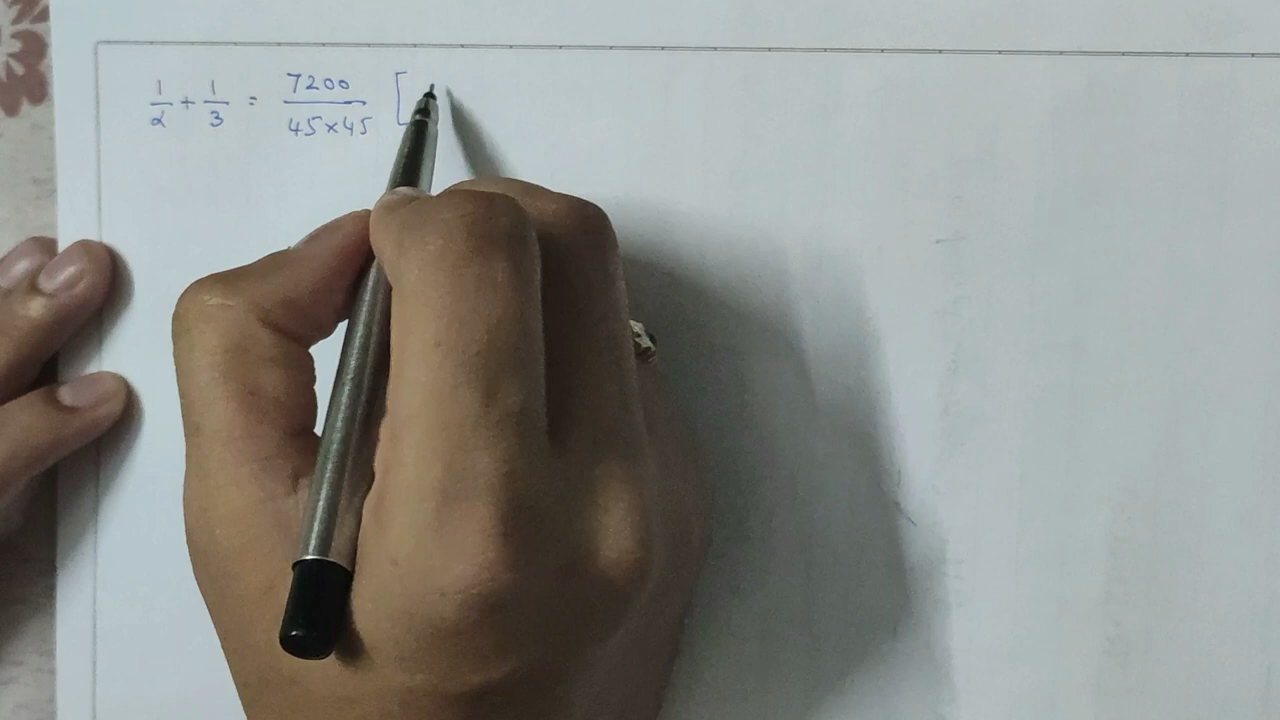 1/2 + 1/3 = 7200/45×45 [